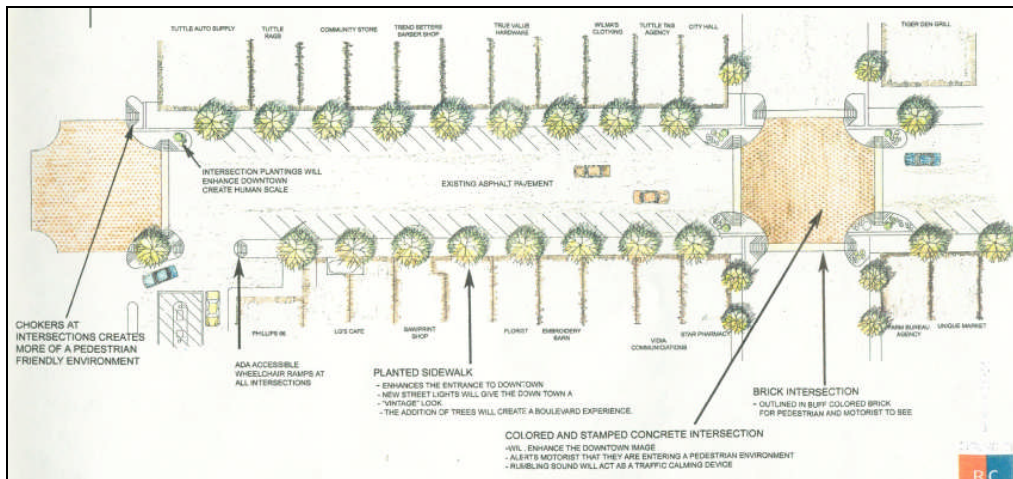 TUTTLE AUTO SUPPLY
TUTTLE
RAGS
COMMUNITY STORE
TREND SETTERS
BARBER SHOP
TRUE VALUE
HARDWARE
WILMA'S
CLOTHING
TUTTLE TAG
AGENCY
CITY HALL
TIGER DEN GRILL
INTERSECTION PLANTINGS WILL
ENHANCE DOWNTOWN
CREATE HUMAN SCALE
EXISTING ASPHALT PAVEMENT
CHOKERS AT
INTERSECTIONS CREATES
MORE OF A PEDESTRIAN
FRIENDLY ENVIRONMENT
PHILLIPS 66
LG'S CAFE
SAWPRINT
SHOP
FLORIST
EMBROIDERY
BARN
VIDIA
COMMUNICATIONS
STAR PHARMACY
FARM BUREAU
AGENCY
UNIQUE MARKET
ADA ACCESSIBLE
WHEELCHAIR RAMPS AT
ALL INTERSECTIONS
PLANTED SIDEWALK
- ENHANCES THE ENTRANCE TO DOWNTOWN
- NEW STREET LIGHTS WILL GIVE THE DOWN TOWN A
- "VINTAGE" LOOK
- THE ADDITION OF TREES WILL CREATE A BOULEVARD EXPERIENCE.
BRICK INTERSECTION
- OUTLINED IN BUFF COLORED BRICK
FOR PEDESTRIAN AND MOTORIST TO SEE
COLORED AND STAMPED CONCRETE INTERSECTION
- WILL ENHANCE THE DOWNTOWN IMAGE
- ALERTS MOTORIST THAT THEY ARE ENTERING A PEDESTRIAN ENVIRONMENT
- RUMBLING SOUND WILL ACT AS A TRAFFIC CALMING DEVICE
R-C